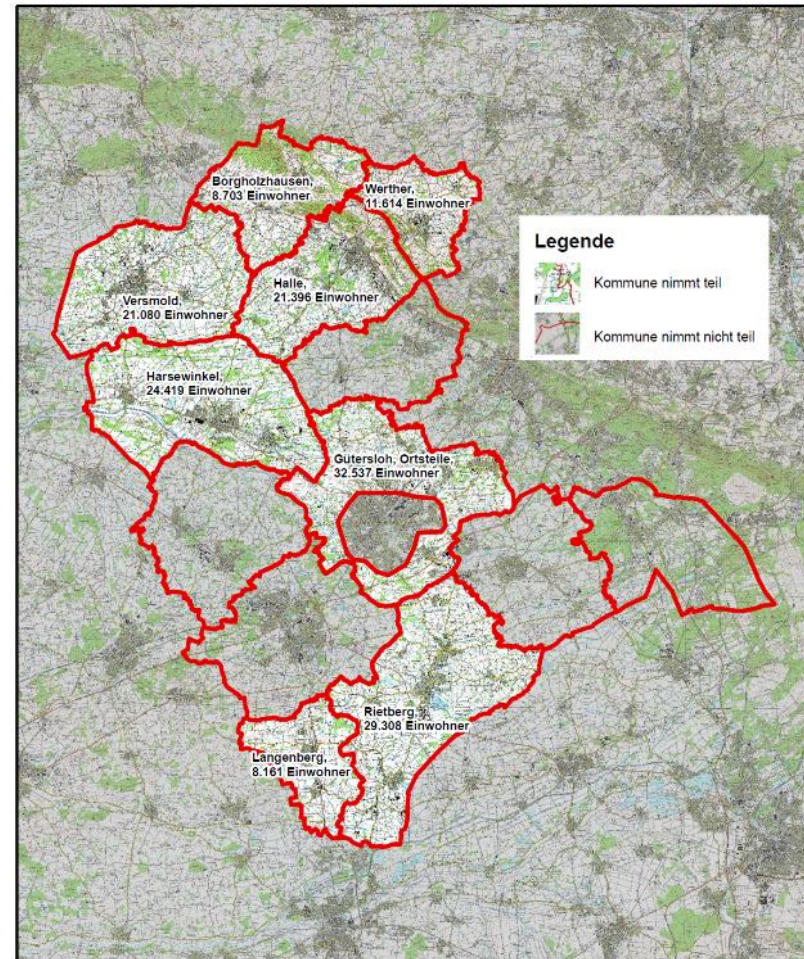 Borgholzhausen,
8.703 Einwohner
Werther,
11.614 Einwohner
Legende
Kommune nimmt teil
Kommune nimmt nicht teil
Versmold,
21.080 Einwohner
Halle,
21.396 Einwohner
Harsewinkel,
24.419 Einwohner
Gütersloh, Ortsteile,
32.537 Einwohner
Rietberg,
29.308 Einwohner
Langenberg,
8.161 Einwohner